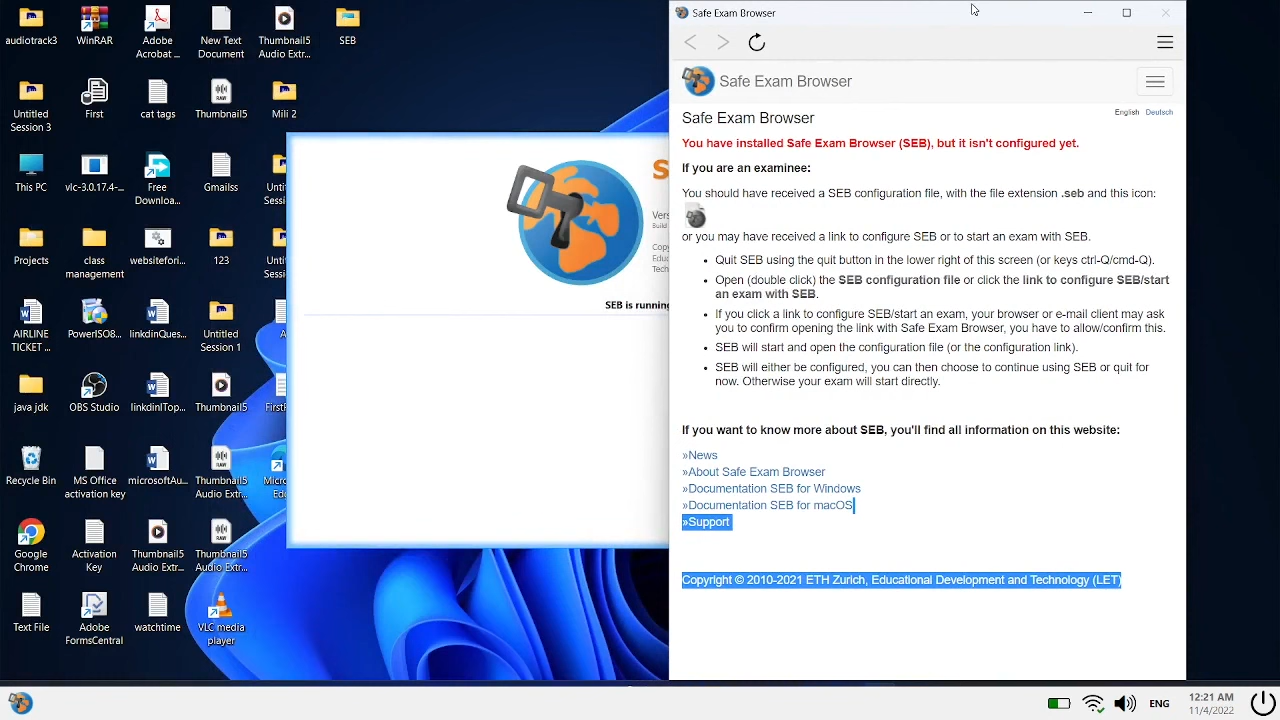 audiotrack3
WinRAR
Adobe
Acrobat ...
New Text
Document
Thumbnail5
Audio Extr...
SEB
Untitled
Session 3
First
cat tags
Thumbnail5
Mili 2
This PC
vlc-3.0.17.4-...
Free
Downloa...
Gmailss
Projects
class
management
websitefor...
123
AIRLINE
TICKET ...
PowerISO8...
linkdinQues...
Untitled
Session 1
java jdk
OBS Studio
linkdinITop...
Thumbnail5
Recycle Bin
MS Office
activation key
microsoftAu...
Thumbnail5
Audio Extr...
Google
Chrome
Activation
Key
Thumbnail5
Audio Extr...
Thumbnail5
Audio Exr...
Text File
Adobe
FormsCentral
watchtime
VLC media
player
S
SEB is running
Safe Exam Browser
Safe Exam Browser
English Deutsch
Safe Exam Browser
You have installed Safe Exam Browser (SEB), but it isn't configured yet.
If you are an examinee:
You should have received a SEB configuration file, with the file extension .seb and this icon:
or you may have received a link to configure SEB or to start an exam with SEB.
• Quit SEB using the quit button in the lower right of this screen (or keys ctrl-Q/cmd-Q).
• Open (double click) the SEB configuration file or click the link to configure SEB/start
an exam with SEB.
• If you click a link to configure SEB/start an exam, your browser or e-mail client may ask
you to confirm opening the link with Safe Exam Browser, you have to allow/confirm this.
• SEB will start and open the configuration file (or the configuration link).
• SEB will either be configured, you can then choose to continue using SEB or quit for
now. Otherwise your exam will start directly.
If you want to know more about SEB, you'll find all information on this website:
»News
»About Safe Exam Browser
»Documentation SEB for Windows
»Documentation SEB for macOS
»Support
Copyright © 2010-2021 ETH Zurich, Educational Development and Technology (LET)
ENG
12:21 AM
11/4/2022